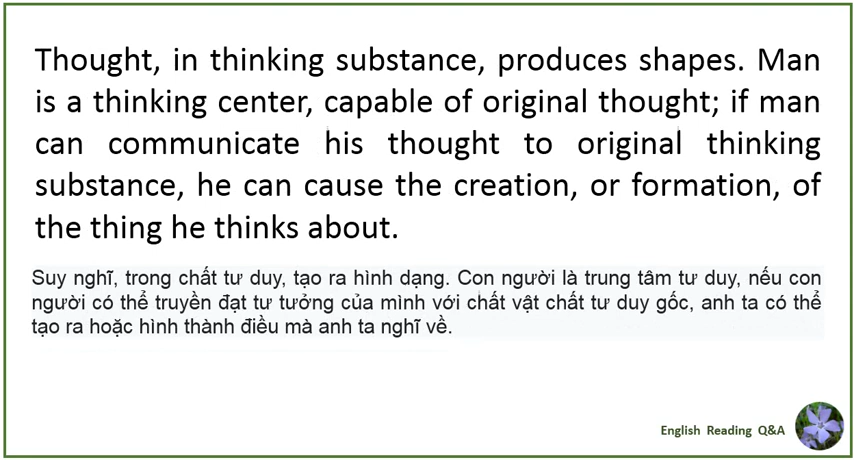 Thought, in thinking substance, produces shapes. Man
is a thinking center, capable of original thought; if man
can communicate his thought to original thinking
substance, he can cause the creation, or formation, of
the thing he thinks about.
Suy nghĩ, trong chất tư duy, tạo ra hình dạng. Con người là trung tâm tư duy, nếu con
người có thể truyền đạt tư tưởng của mình với chất vật chất tư duy gốc, anh ta có thể
tạo ra hoặc hình thành điều mà anh ta nghĩ về.
English Reading Q&A